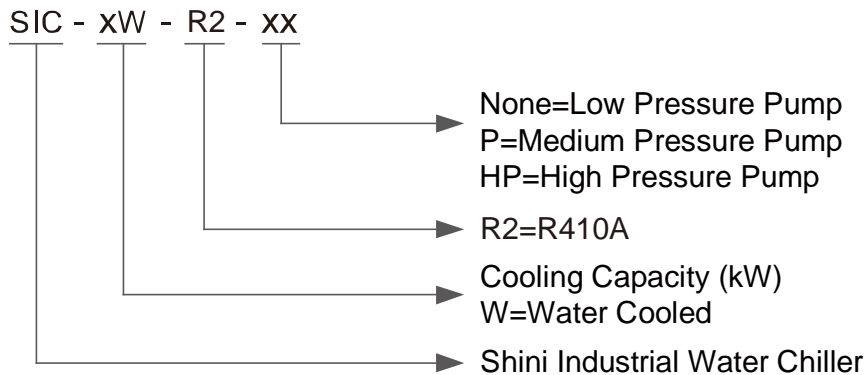 SIC - xW - R2 - xx
None=Low Pressure Pump
P=Medium Pressure Pump
HP=High Pressure Pump
R2=R410A
Cooling Capacity (kW)
W=Water Cooled
Shini Industrial Water Chiller